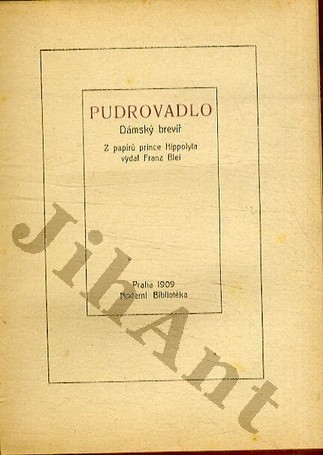 PUDROVADLO
Dámský brevíř
Z papírů prince Hippolyta
vydal Franz Blei
Praha 1909
Moderní Bibliotéka
JihAnt